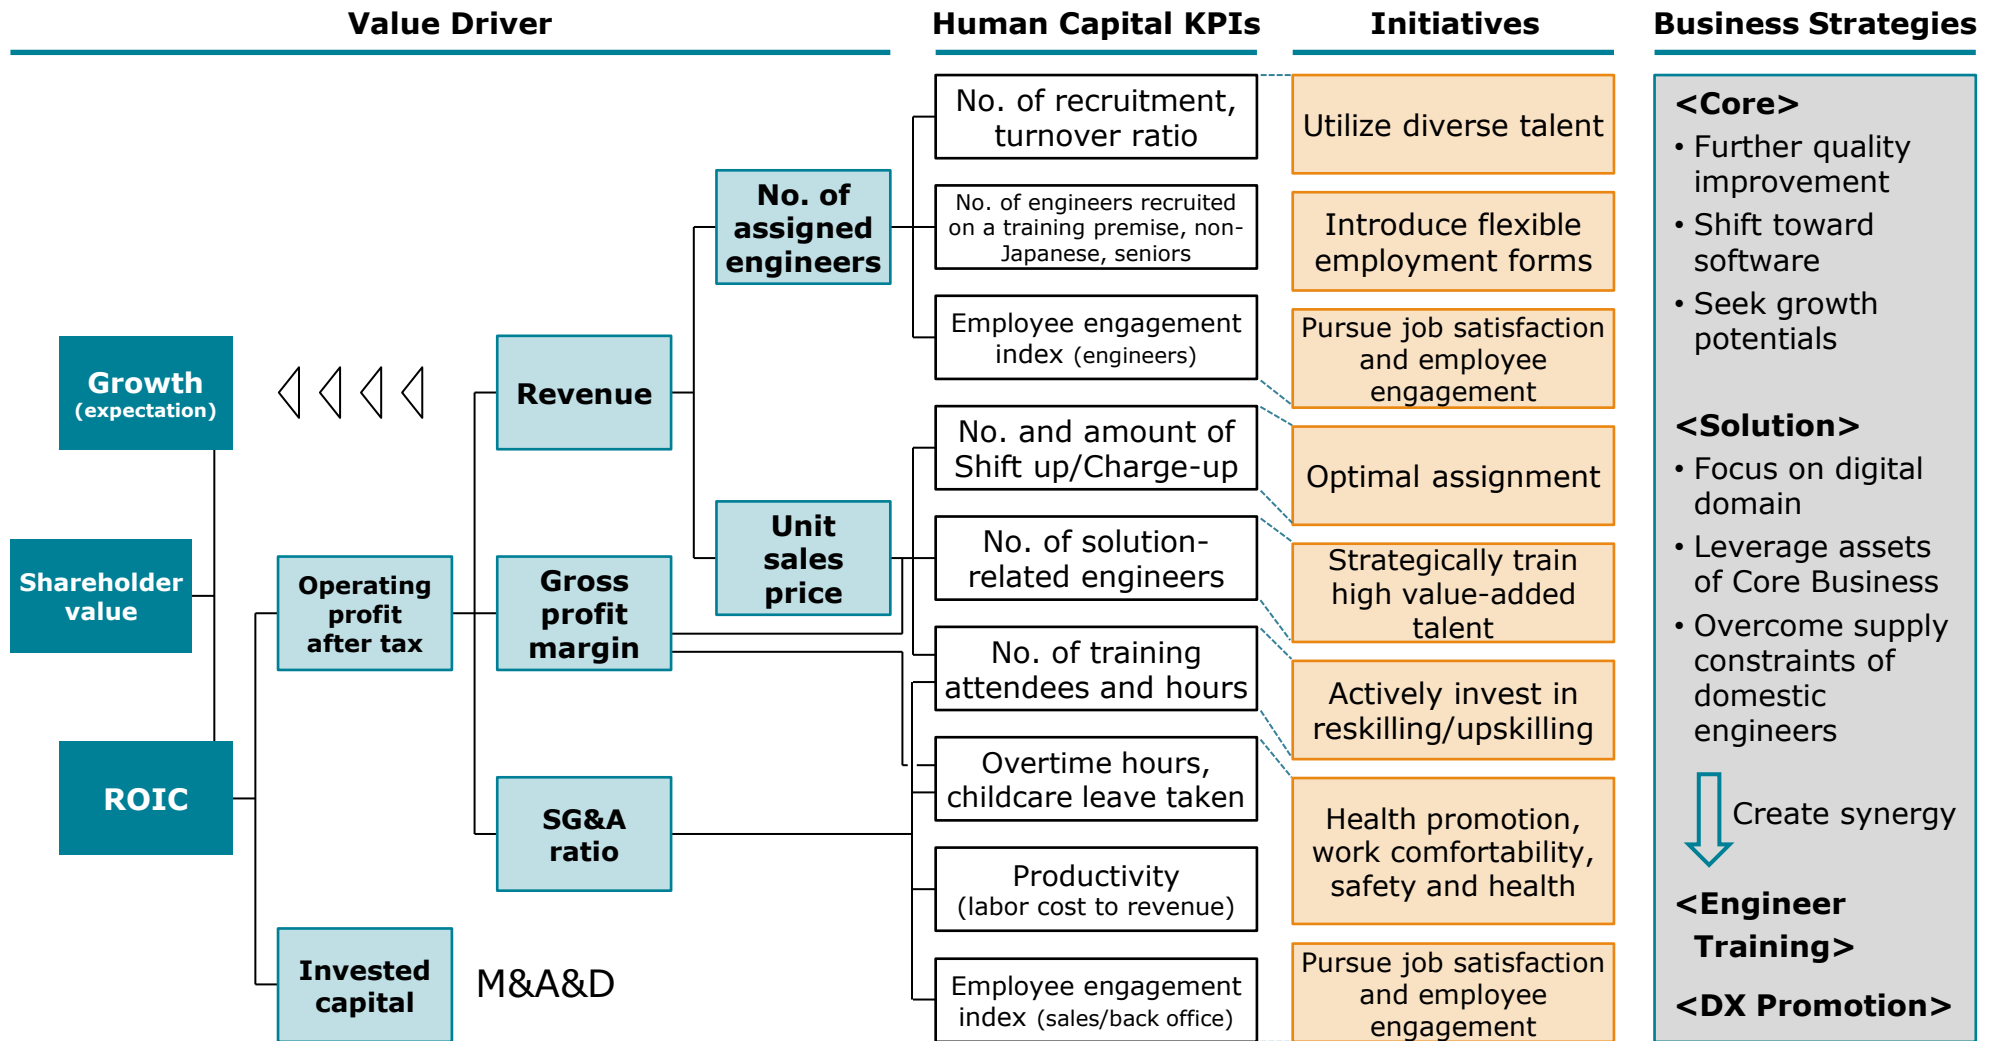 Value Driver
Human Capital KPIs
Initiatives
Business Strategies
Growth
(expectation)
Shareholder
value
ROIC
Operating
profit
after tax
Invested
capital
M&A&D
Revenue
Gross
profit
margin
SG&A
ratio
No. of
assigned
engineers
Unit
sales
price
No. of recruitment,
turnover ratio
No. of engineers recruited
on a training premise, non-
Japanese, seniors
Employee engagement
index (engineers)
No. and amount of
Shift up/Charge-up
No. of solution-
related engineers
No. of training
attendees and hours
Overtime hours,
childcare leave taken
Productivity
(labor cost to revenue)
Employee engagement
index (sales/back office)
Utilize diverse talent
Introduce flexible
employment forms
Pursue job satisfaction
and employee
engagement
Optimal assignment
Strategically train
high value-added
talent
Actively invest in
reskilling/upskilling
Health promotion,
work comfortability,
safety and health
Pursue job satisfaction
and employee
engagement
<Core>
• Further quality
improvement
• Shift toward
software
• Seek growth
potentials
<Solution>
• Focus on digital
domain
• Leverage assets
of Core Business
• Overcome supply
constraints of
domestic
engineers
Create synergy
<Engineer
Training>
<DX Promotion>